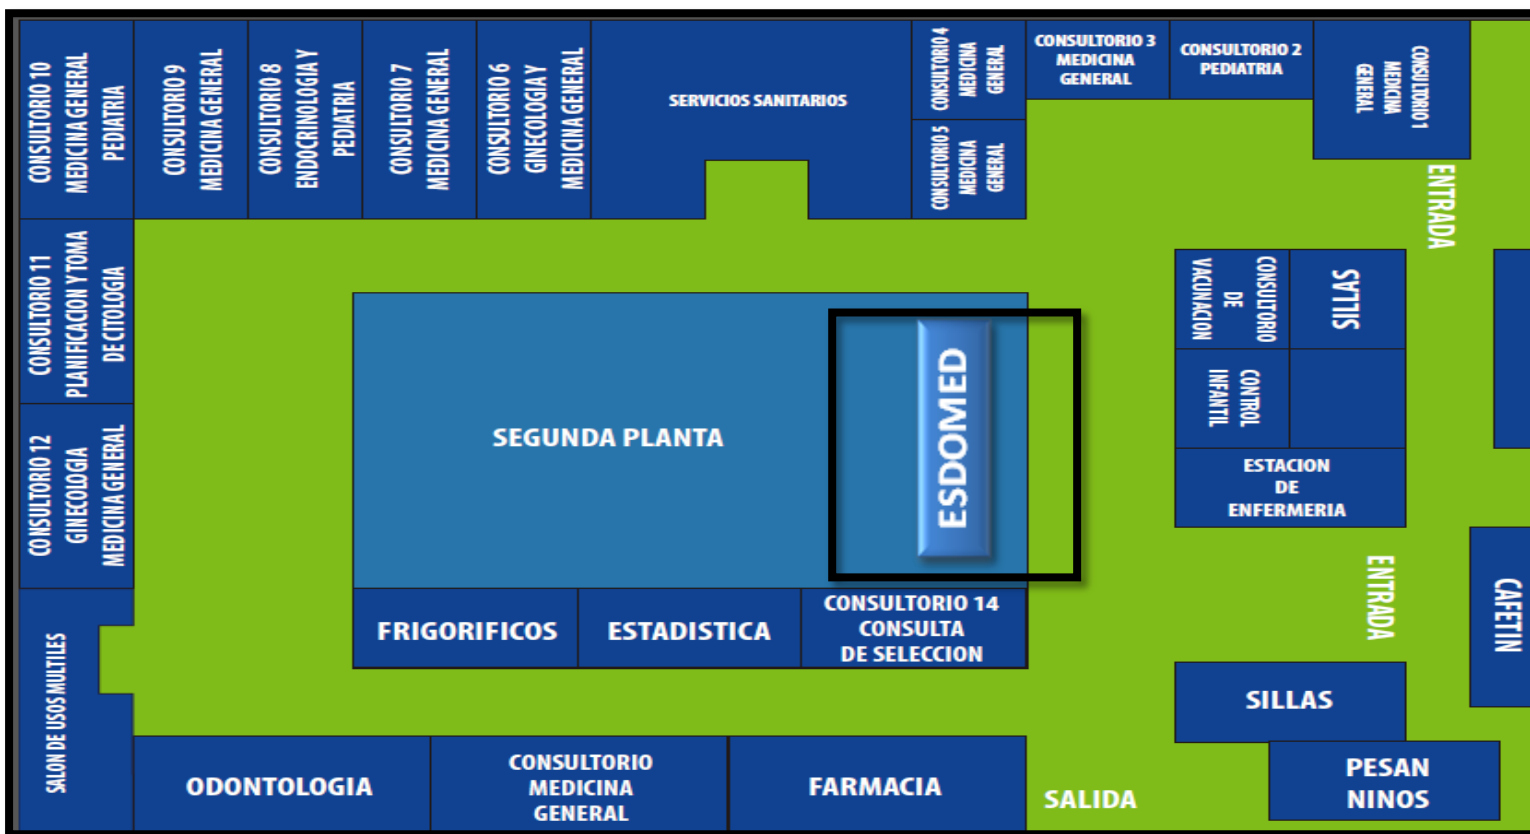 CONSULTORIO 10
MEDICINA GENERAL
PEDIATRIA
CONSULTORIO 9
MEDICINA GENERAL
CONSULTORIO 8
ENDOCRINOLOGIA Y
PEDIATRIA
CONSULTORIO 7
MEDICINA GENERAL
CONSULTORIO 6
GINECOLOGIA Y
MEDICINA GENERAL
SERVICIOS SANITARIOS
CONSULTORIO 4
MEDICINA
GENERAL
CONSULTORIO 5
MEDICINA
GENERAL
CONSULTORIO 3
MEDICINA
GENERAL
CONSULTORIO 2
PEDIATRIA
CONSULTORIO 1
MEDICINA
GENERAL
ENTRADA
CONSULTORIO 11
PLANIFICACION Y TOMA
DE CITOLOGIA
CONSULTORIO
DE
VACUNACION
SILLAS
CONTROL
INFANTIL
ESTACION
DE
ENFERMERIA
SEGUNDA PLANTA
ESDOMED
CONSULTORIO 12
GINECOLOGIA
MEDICINA GENERAL
ENTRADA
CAFETIN
FRIGORIFICOS
ESTADISTICA
CONSULTORIO 14
CONSULTA
DE SELECCION
SALON DE USOS MULTILES
SILLAS
ODONTOLOGIA
CONSULTORIO
MEDICINA
GENERAL
FARMACIA
SALIDA
PESAN
NINOS